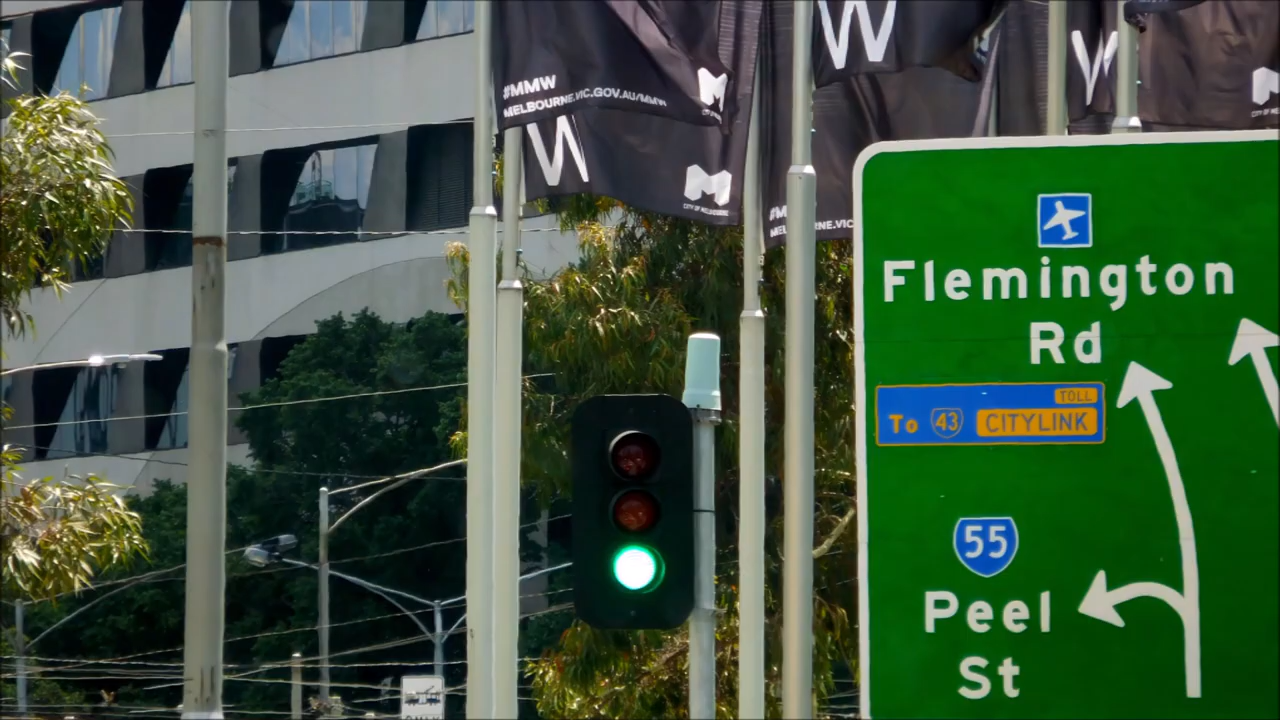 #MMW
MELBOURNE.VIC.GOV.AU/MMW
W
CITY OF MELBOURNE
W
W
Flemington
Rd
TOLL
To 43 CITYLINK
55
Peel
St